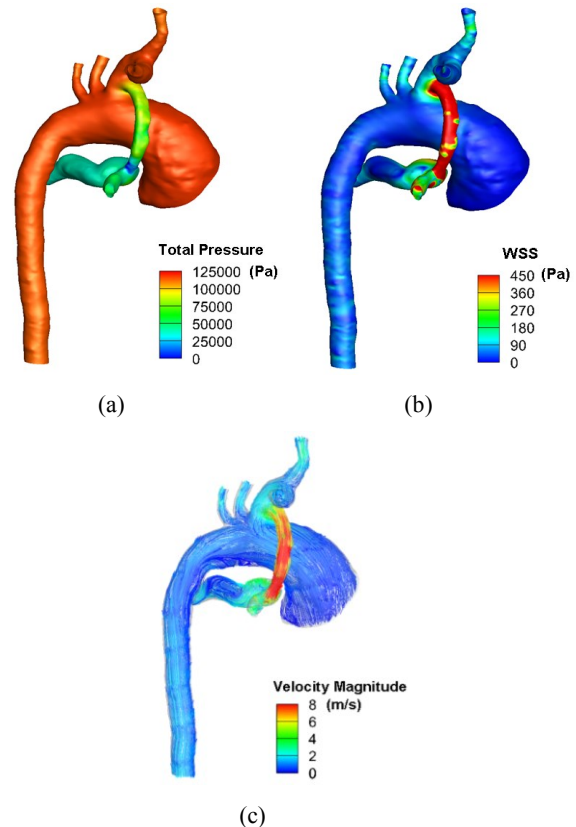 Total Pressure
125000 (Pa)
100000
75000
50000
25000
0
WSS
450 (Pa)
360
270
180
90
0
(a)
(b)
Velocity Magnitude
8 (m/s)
6
4
2
0
(c)